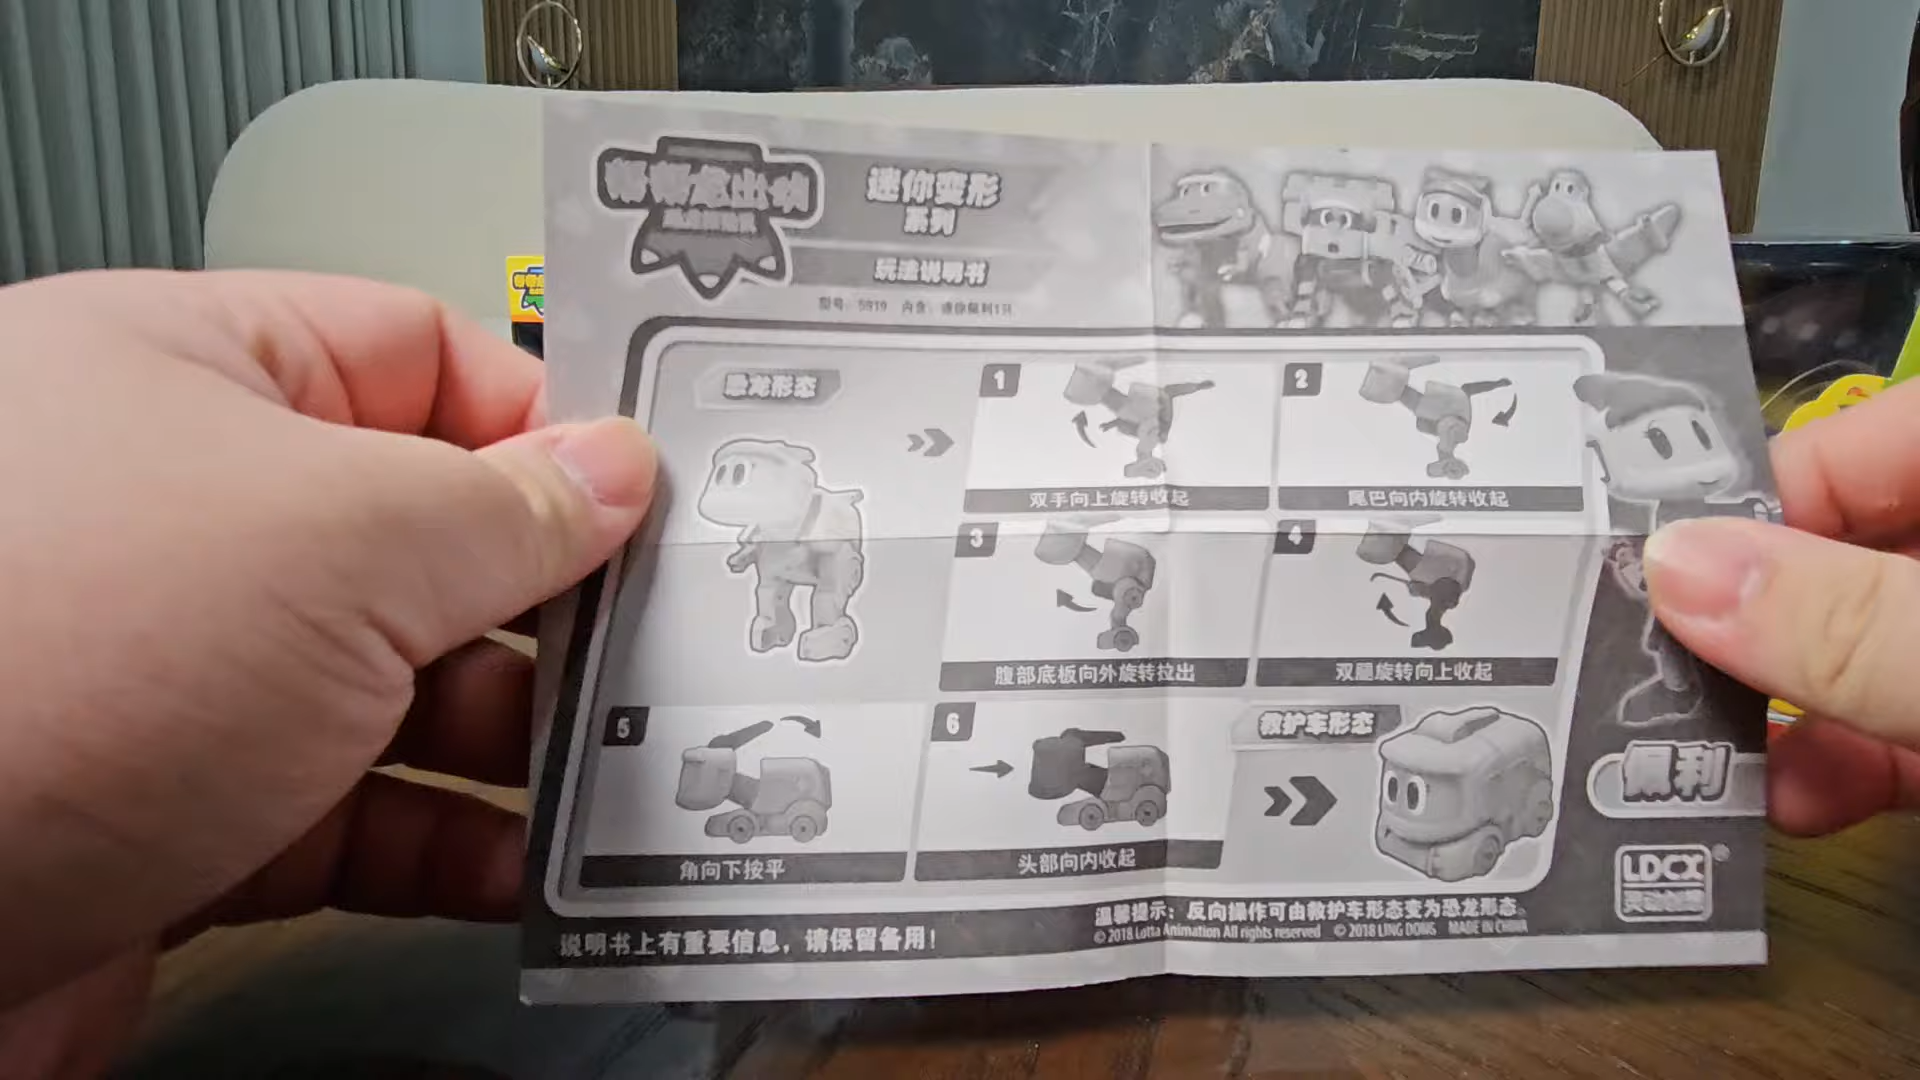 帮帮龙出动
迷你变形
系列
玩法说明书
型号：5919 内含：迷你佩利1只
恐龙形态
1
双手向上旋转收起
2
尾巴向内旋转收起
3
腹部底板向外旋转拉出
4
双腿旋转向上收起
5
角向下按平
6
头部向内收起
救护车形态
佩利
LDCX
灵动创想
温馨提示：反向操作可由救护车形态变为恐龙形态。
© 2018 Lotta Animation All rights reserved © 2018 LING DONG MADE IN CHINA
说明书上有重要信息，请保留备用！